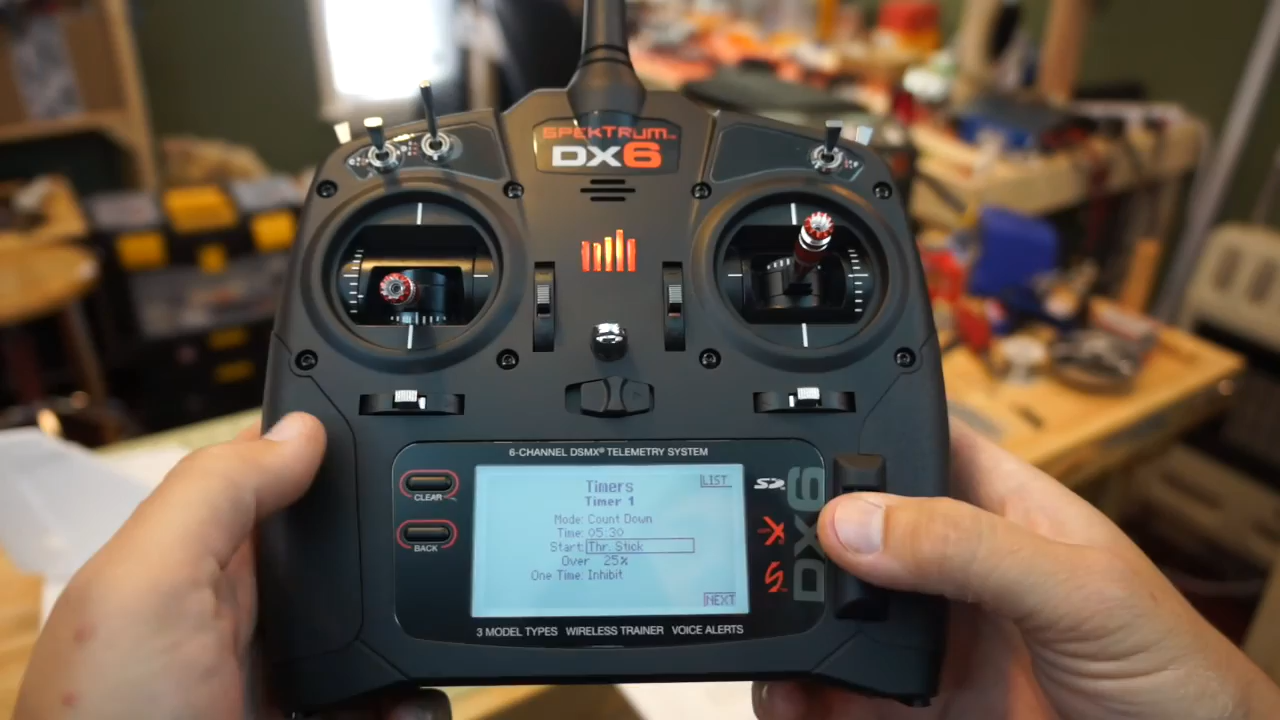 SPEKTRUM
DX6
6-CHANNEL DSMX® TELEMETRY SYSTEM
CLEAR
BACK
LIST
Timers
Timer 1
Mode: Count Down
Time: 05:30
Start: Thr. Stick
Over 25%
One Time: Inhibit
NEXT
SD
DX6
3 MODEL TYPES WIRELESS TRAINER VOICE ALERTS